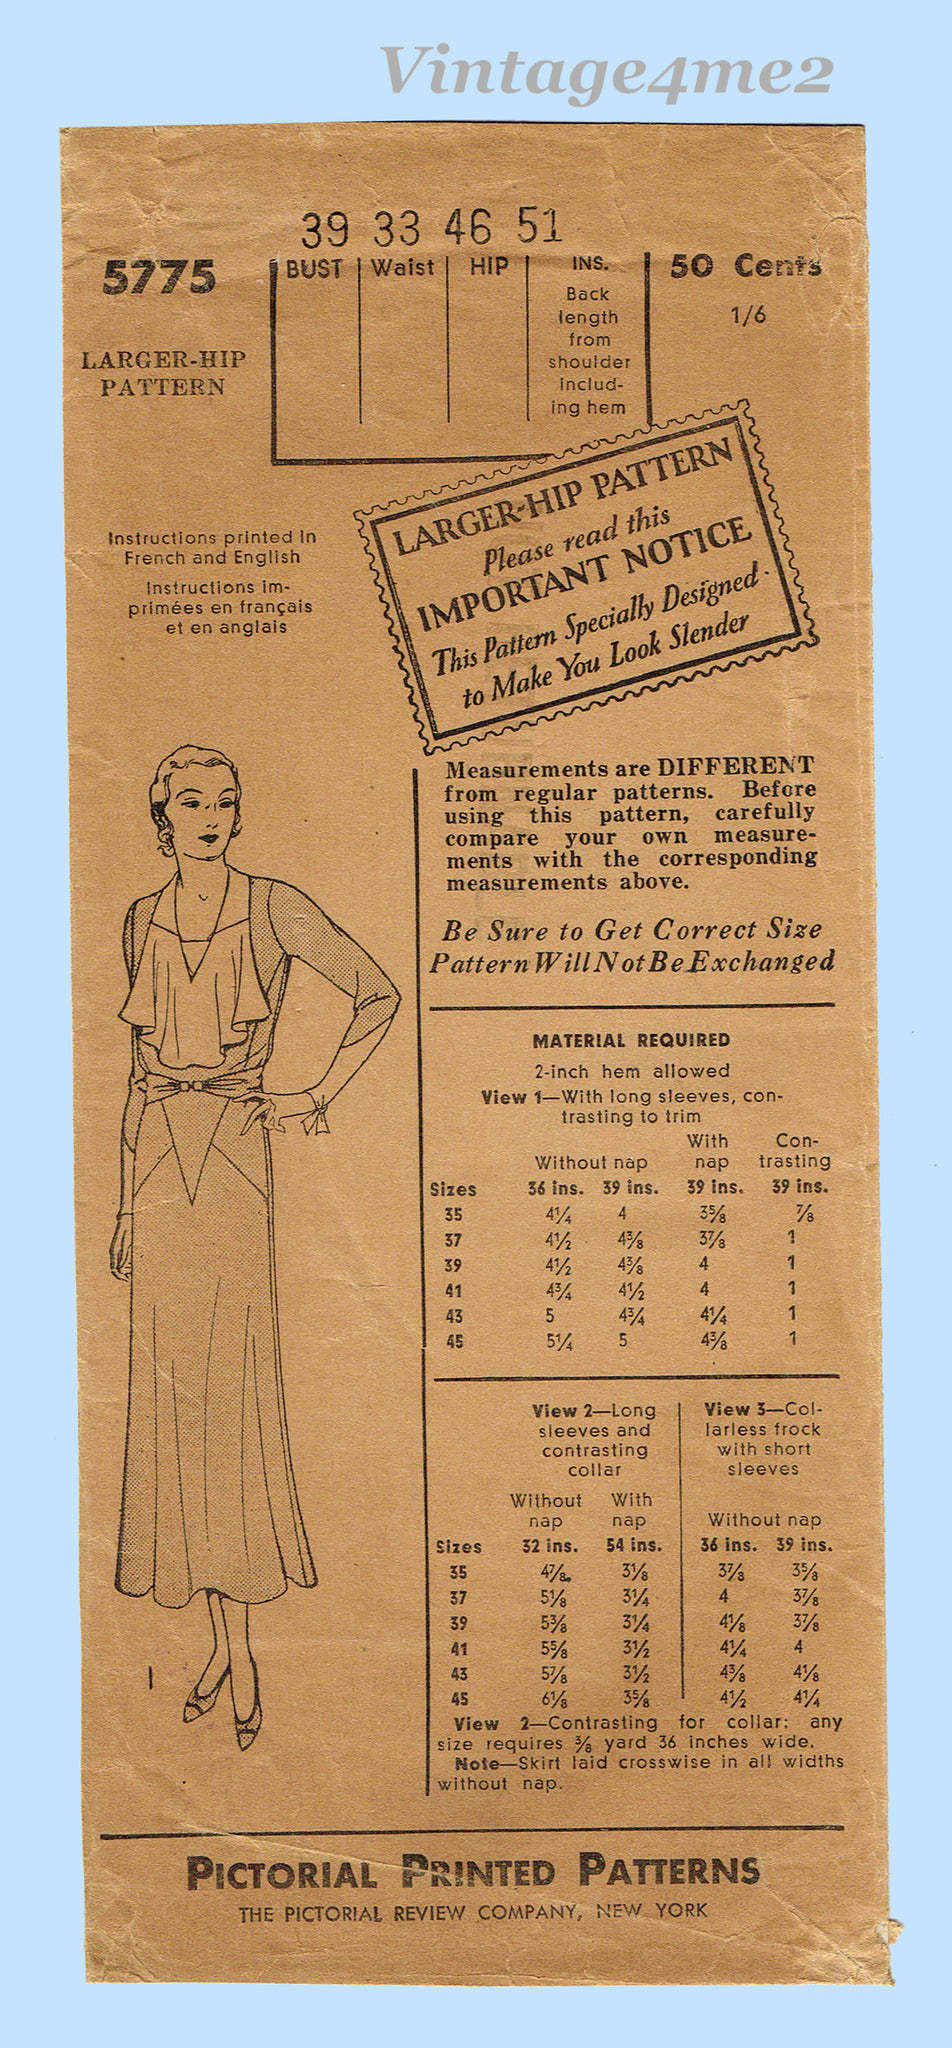 Vintage4me2
39 33 46 51
5775
BUST Waist HIP INS. 50 Cents
Back
length
from
shoulder
includ-
ing hem
1/6
LARGER-HIP
PATTERN
LARGER-HIP PATTERN
Please read this
IMPORTANT NOTICE
This Pattern Specially Designed
to Make You Look Slender
Instructions printed in
French and English
Instructions im-
primées en français
et en anglais
Measurements are DIFFERENT
from regular patterns. Before
using this pattern, carefully
compare your own measure-
ments with the corresponding
measurements above.
Be Sure to Get Correct Size
Pattern Will Not Be Exchanged
MATERIAL REQUIRED
2-inch hem allowed
View 1—With long sleeves, con-
trasting to trim
With Con-
Without nap nap trasting
Sizes 36 ins. 39 ins. 39 ins. 39 ins.
35 4¼ 4 3⅝ ⅞
37 4½ 4⅜ 3⅞ 1
39 4½ 4⅜ 4 1
41 4¾ 4½ 4 1
43 5 4¾ 4¼ 1
45 5¼ 5 4⅜ 1
View 2—Long
sleeves and
contrasting
collar
Without With
nap nap
Sizes 32 ins. 54 ins.
35 4⅞ 3⅛
37 5⅛ 3¼
39 5⅜ 3¼
41 5⅝ 3½
43 5⅞ 3½
45 6⅛ 3⅝
View 3—Col-
larless frock
with short
sleeves
Without nap
36 ins. 39 ins.
3⅞ 3⅝
4 3⅞
4⅛ 3⅞
4¼ 4
4⅜ 4⅛
4½ 4¼
View 2—Contrasting for collar; any
size requires ⅜ yard 36 inches wide.
Note—Skirt laid crosswise in all widths
without nap.
1
PICTORIAL PRINTED PATTERNS
THE PICTORIAL REVIEW COMPANY, NEW YORK